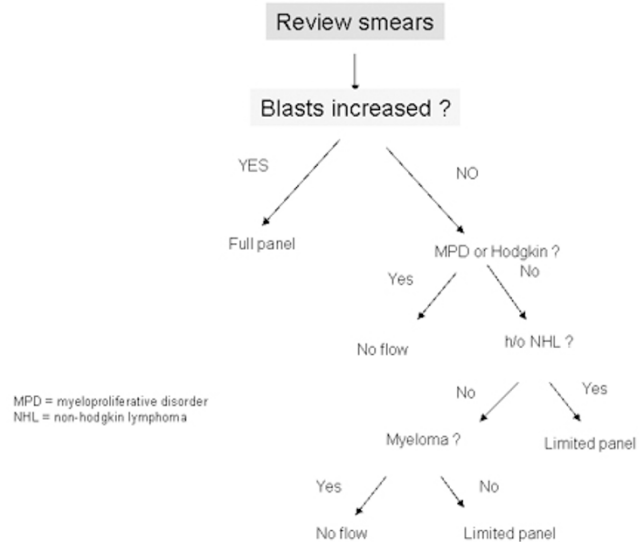 Review smears
Blasts increased ?
YES
NO
Full panel
MPD or Hodgkin ?
Yes
No
No flow
h/o NHL ?
MPD = myeloproliferative disorder
NHL = non-hodgkin lymphoma
No
Yes
Myeloma ?
Limited panel
Yes
No
No flow
Limited panel